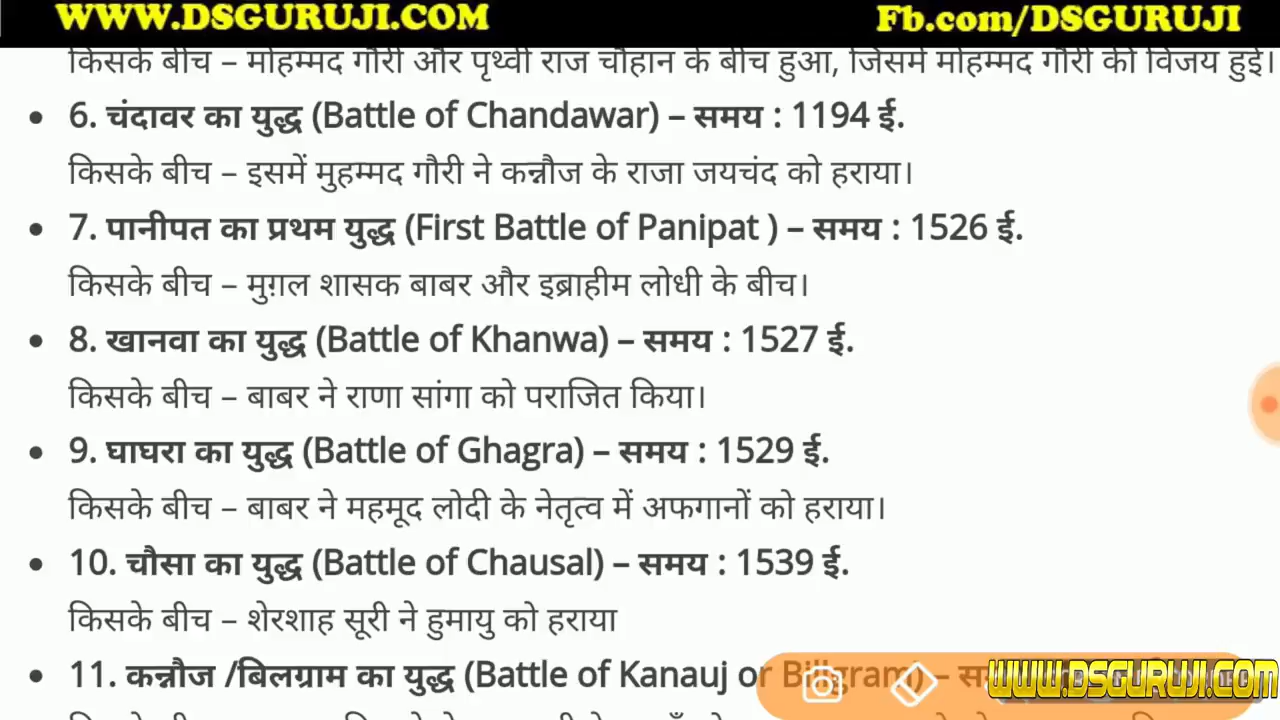 WWW.DSGURUJI.COM Fb.com/DSGURUJI
किसके बीच – मोहम्मद गौरी और पृथ्वी राज चौहान के बीच हुआ, जिसमें मोहम्मद गौरी की विजय हुई।
• 6. चंदावर का युद्ध (Battle of Chandawar) – समय : 1194 ई.
किसके बीच – इसमें मुहम्मद गौरी ने कन्नौज के राजा जयचंद को हराया।
• 7. पानीपत का प्रथम युद्ध (First Battle of Panipat ) – समय : 1526 ई.
किसके बीच – मुग़ल शासक बाबर और इब्राहीम लोधी के बीच।
• 8. खानवा का युद्ध (Battle of Khanwa) – समय : 1527 ई.
किसके बीच – बाबर ने राणा सांगा को पराजित किया।
• 9. घाघरा का युद्ध (Battle of Ghagra) – समय : 1529 ई.
किसके बीच – बाबर ने महमूद लोदी के नेतृत्व में अफगानों को हराया।
• 10. चौसा का युद्ध (Battle of Chausal) – समय : 1539 ई.
किसके बीच – शेरशाह सूरी ने हुमायु को हराया
• 11. कन्नौज /बिलग्राम का युद्ध (Battle of Kanauj or Billgram) –
WWW.DSGURUJI.COM